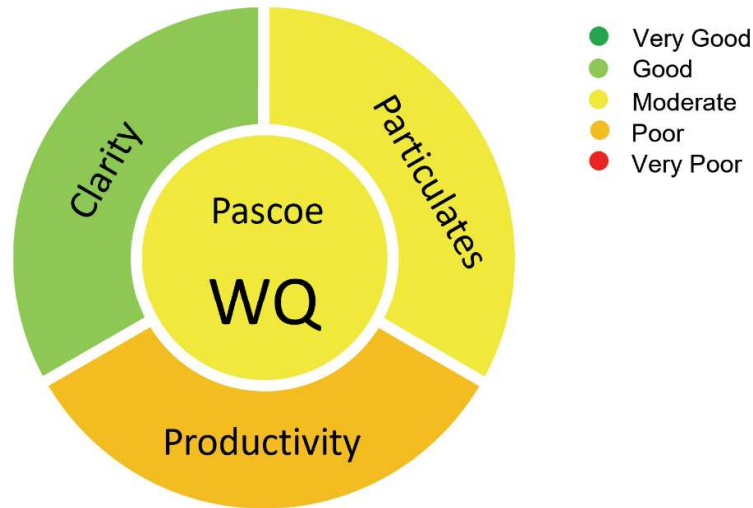 Clarity
Particulates
Pascoe
WQ
Productivity
Very Good
Good
Moderate
Poor
Very Poor